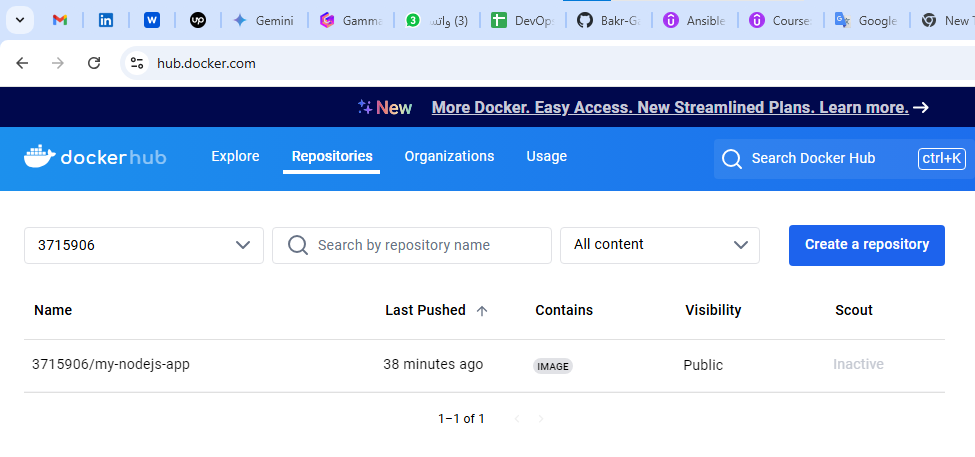 Gemini
Gamma
(3) واتس
DevOps
Bakr-Ga
Ansible
Course
Google
New T
hub.docker.com
New More Docker. Easy Access. New Streamlined Plans. Learn more. →
dockerhub Explore Repositories Organizations Usage Search Docker Hub ctrl+K
3715906 Search by repository name All content Create a repository
Name Last Pushed ↑ Contains Visibility Scout
3715906/my-nodejs-app 38 minutes ago IMAGE Public Inactive
1–1 of 1